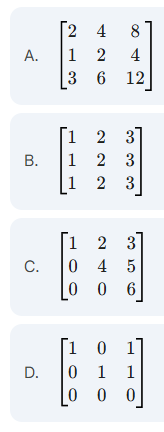 2 4 8
A. 1 2 4
3 6 12
1 2 3
B. 1 2 3
1 2 3
1 2 3
C. 0 4 5
0 0 6
1 0 1
D. 0 1 1
0 0 0